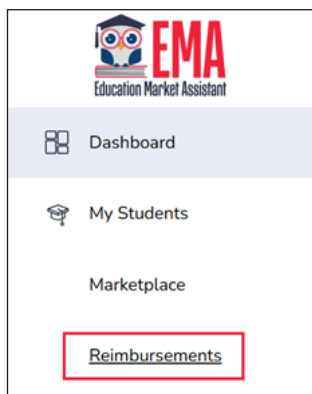 EMA
Education Market Assistant
Dashboard
My Students
Marketplace
Reimbursements